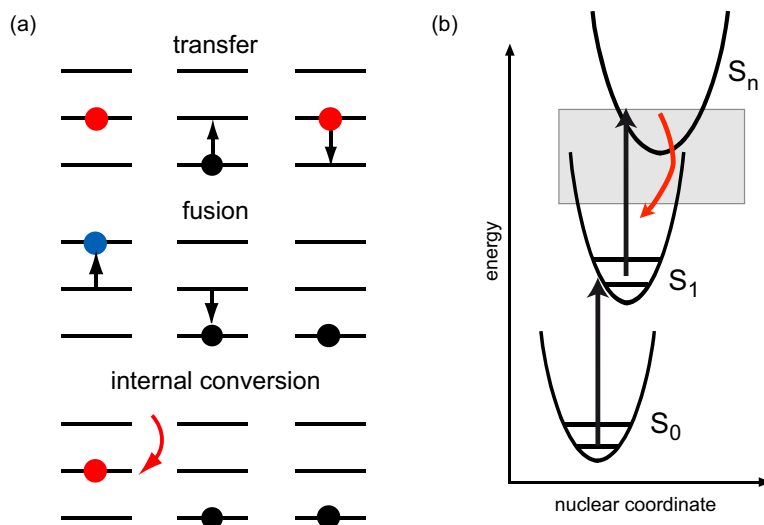 (a)
transfer
fusion
internal conversion
(b)
S_n
S_1
S_0
energy
nuclear coordinate